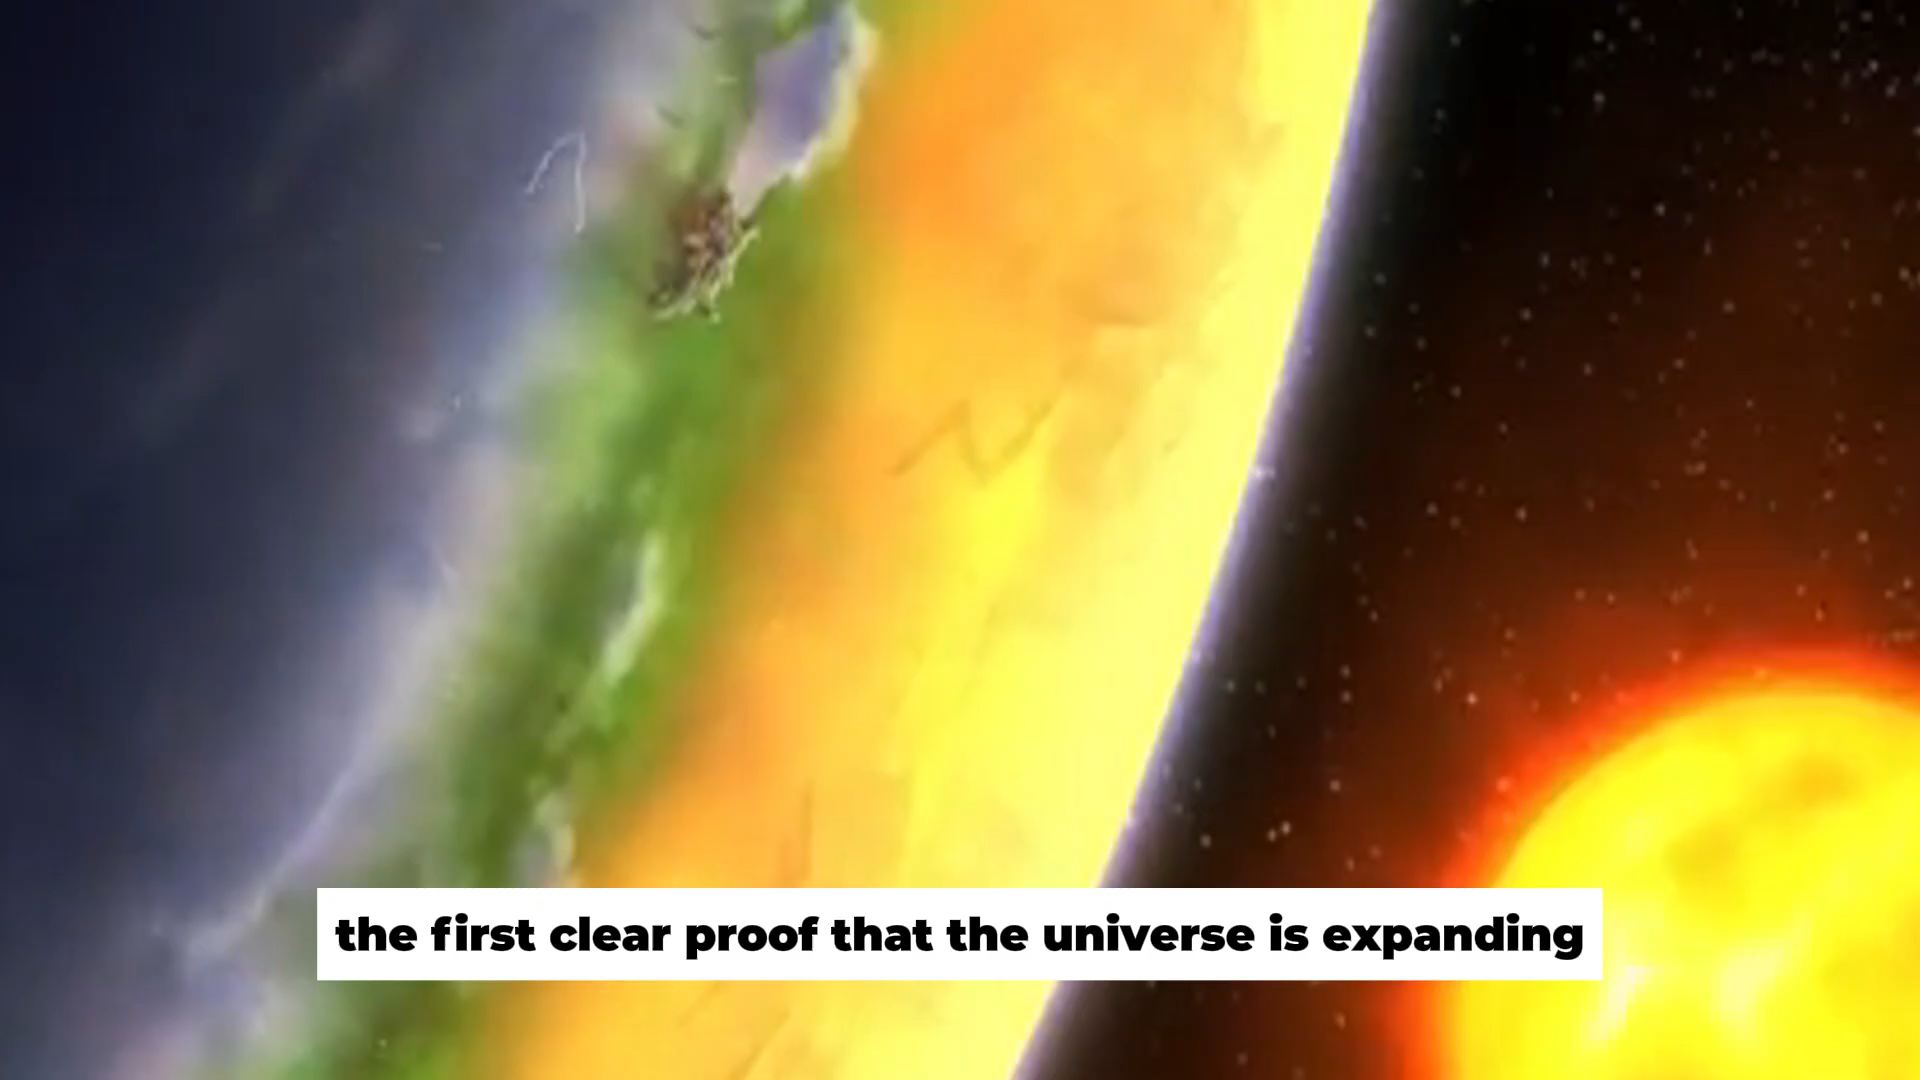 the first clear proof that the universe is expanding